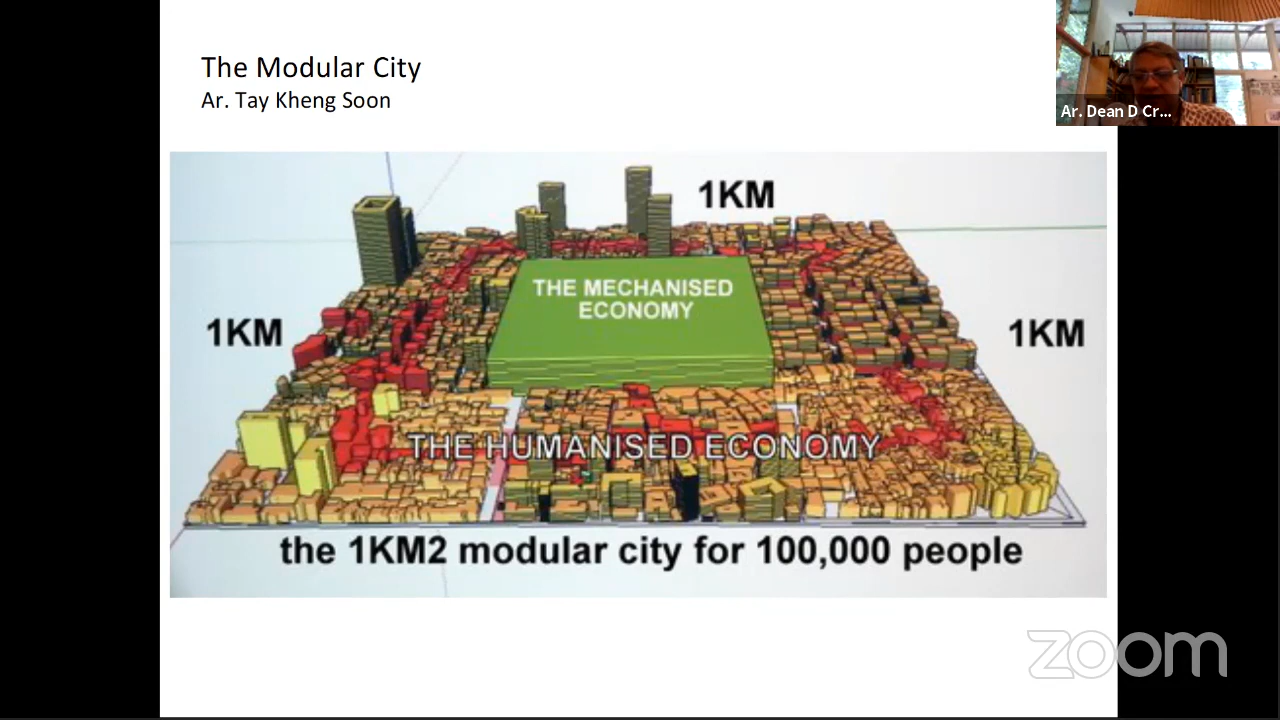 The Modular City
Ar. Tay Kheng Soon
Ar. Dean D Cr...
1KM
THE MECHANISED
ECONOMY
1KM
1KM
THE HUMANISED ECONOMY
the 1KM2 modular city for 100,000 people
zoom